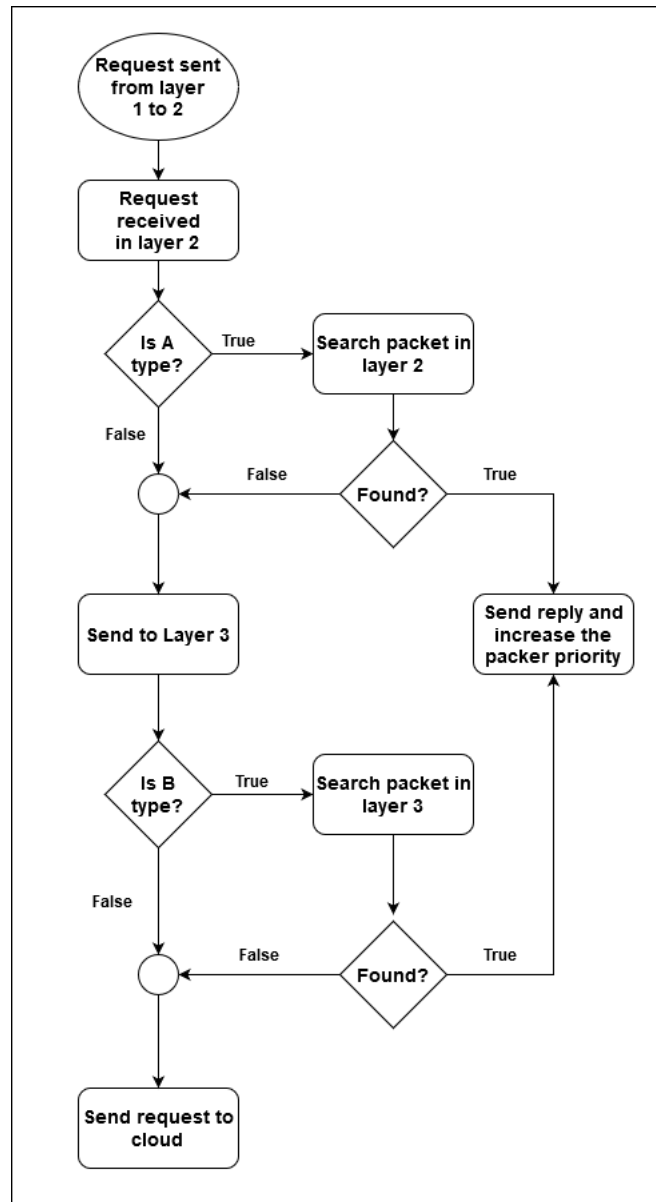 Request sent
from layer
1 to 2
Request
received
in layer 2
Is A
type?
True
Search packet in
layer 2
False
False
Found?
True
Send to Layer 3
Send reply and
increase the
packer priority
Is B
type?
True
Search packet in
layer 3
False
False
Found?
True
Send request to
cloud